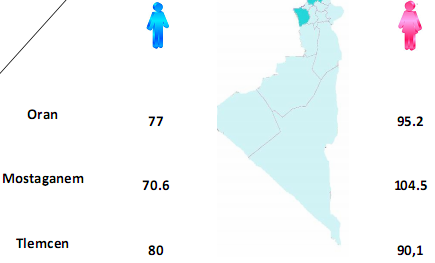 Oran 77 95.2
Mostaganem 70.6 104.5
Tlemcen 80 90,1